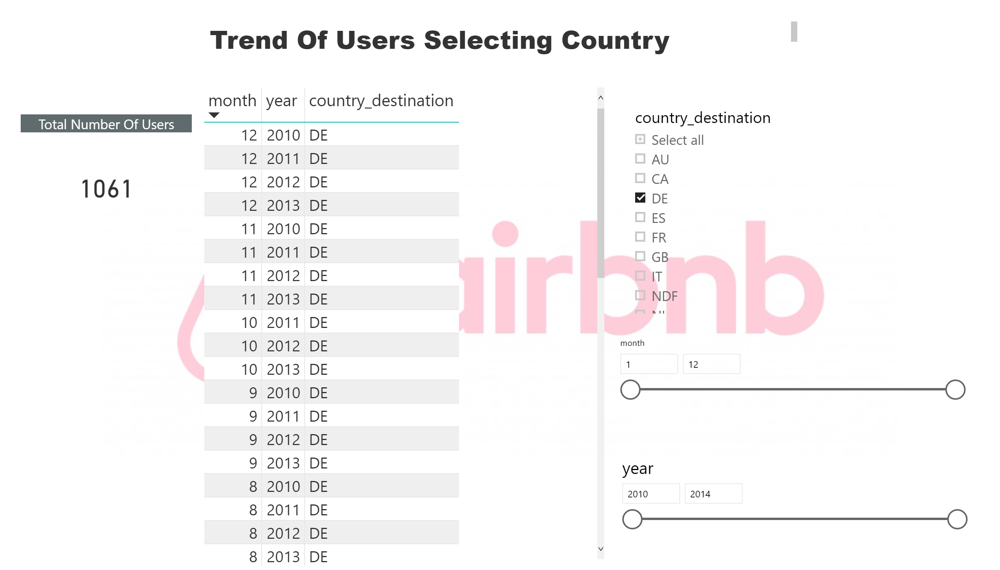 Trend Of Users Selecting Country
Total Number Of Users
1061
month year country_destination
12 2010 DE
12 2011 DE
12 2012 DE
12 2013 DE
11 2010 DE
11 2011 DE
11 2012 DE
11 2013 DE
10 2011 DE
10 2012 DE
10 2013 DE
9 2010 DE
9 2011 DE
9 2012 DE
9 2013 DE
8 2010 DE
8 2011 DE
8 2012 DE
8 2013 DE
airbnb
country_destination
Select all
AU
CA
DE
ES
FR
GB
IT
NDF
month
1 12
year
2010 2014